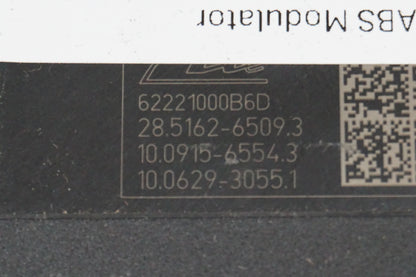 ABS Modulator
62221000B6D
28.5162-6509.3
10.0915-6554.3
10.0629-3055.1